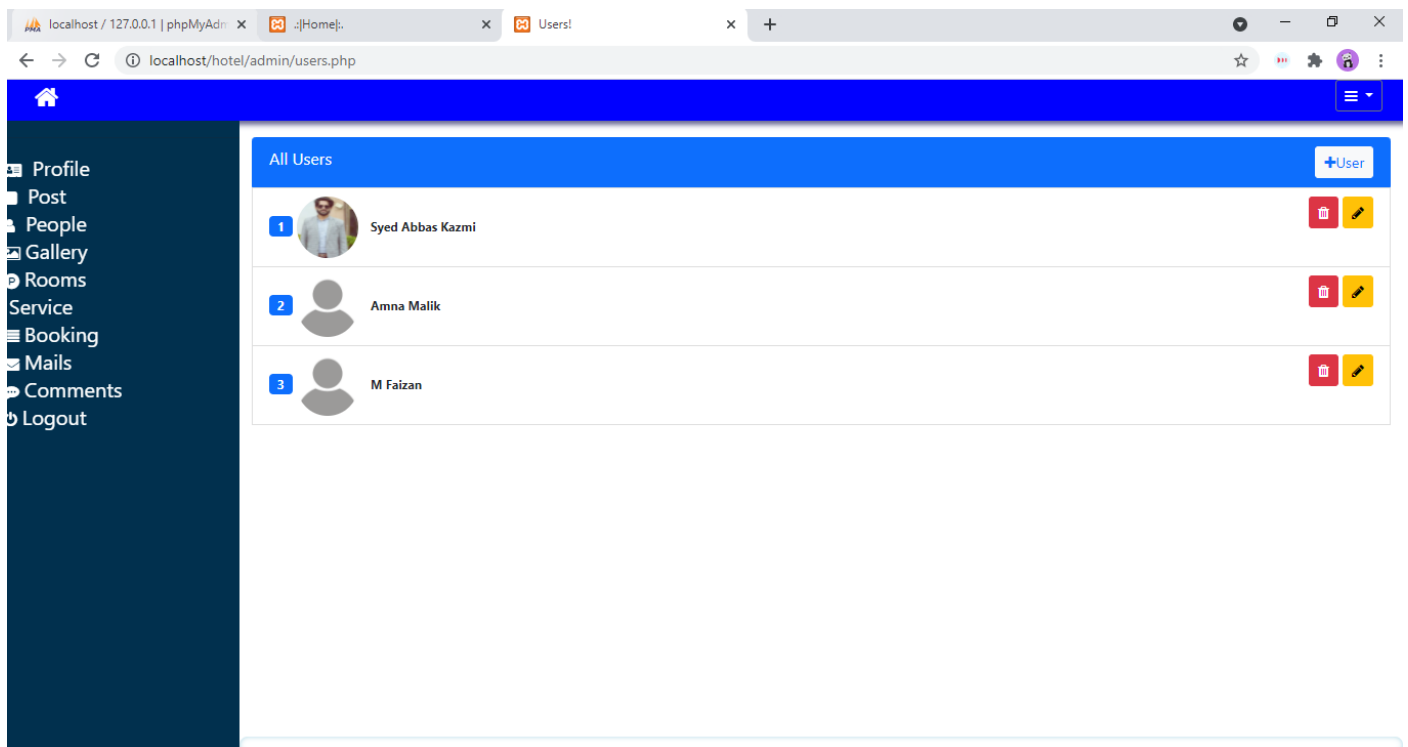 localhost / 127.0.0.1 | phpMyAdm
.:|Home|:.
Users!
localhost/hotel/admin/users.php
All Users
User
Profile
Post
People
Gallery
Rooms
Service
Booking
Mails
Comments
Logout
1 Syed Abbas Kazmi
2 Amna Malik
3 M Faizan